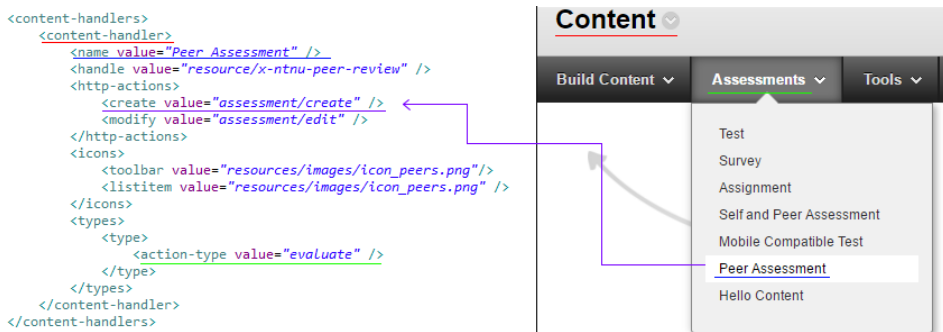 <content-handlers>
<content-handler>
<name value="Peer Assessment" />
<handle value="resource/x-ntnu-peer-review" />
<http-actions>
<create value="assessment/create" />
<modify value="assessment/edit" />
</http-actions>
<icons>
<toolbar value="resources/images/icon_peers.png"/>
<listitem value="resources/images/icon_peers.png" />
</icons>
<types>
<type>
<action-type value="evaluate" />
</type>
</types>
</content-handler>
</content-handlers>
Content
Build Content
Assessments
Tools
Test
Survey
Assignment
Self and Peer Assessment
Mobile Compatible Test
Peer Assessment
Hello Content